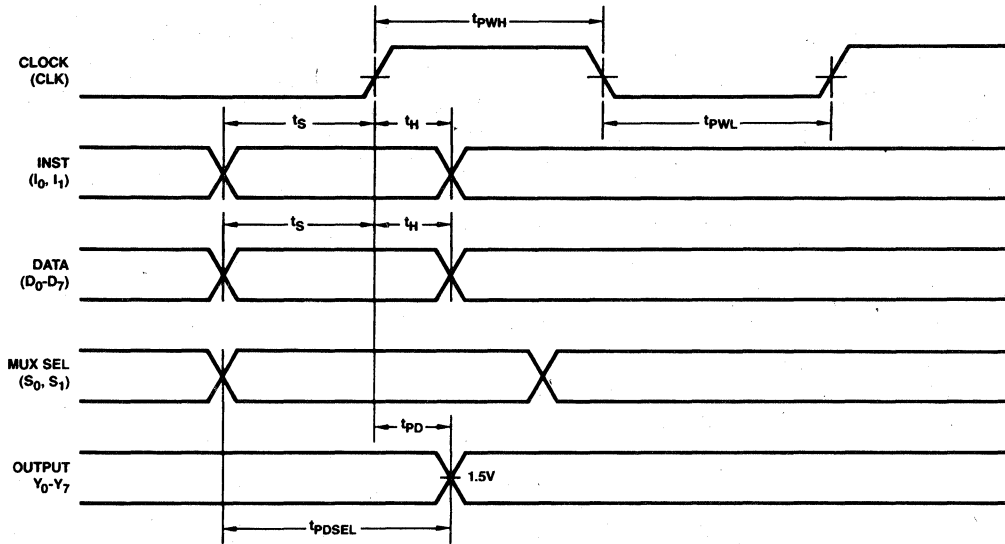 tPWH
CLOCK
(CLK)
tS
tH
tPWL
INST
(I0, I1)
tS
tH
DATA
(D0-D7)
MUX SEL
(S0, S1)
tPD
OUTPUT
Y0-Y7
1.5V
tPDSEL